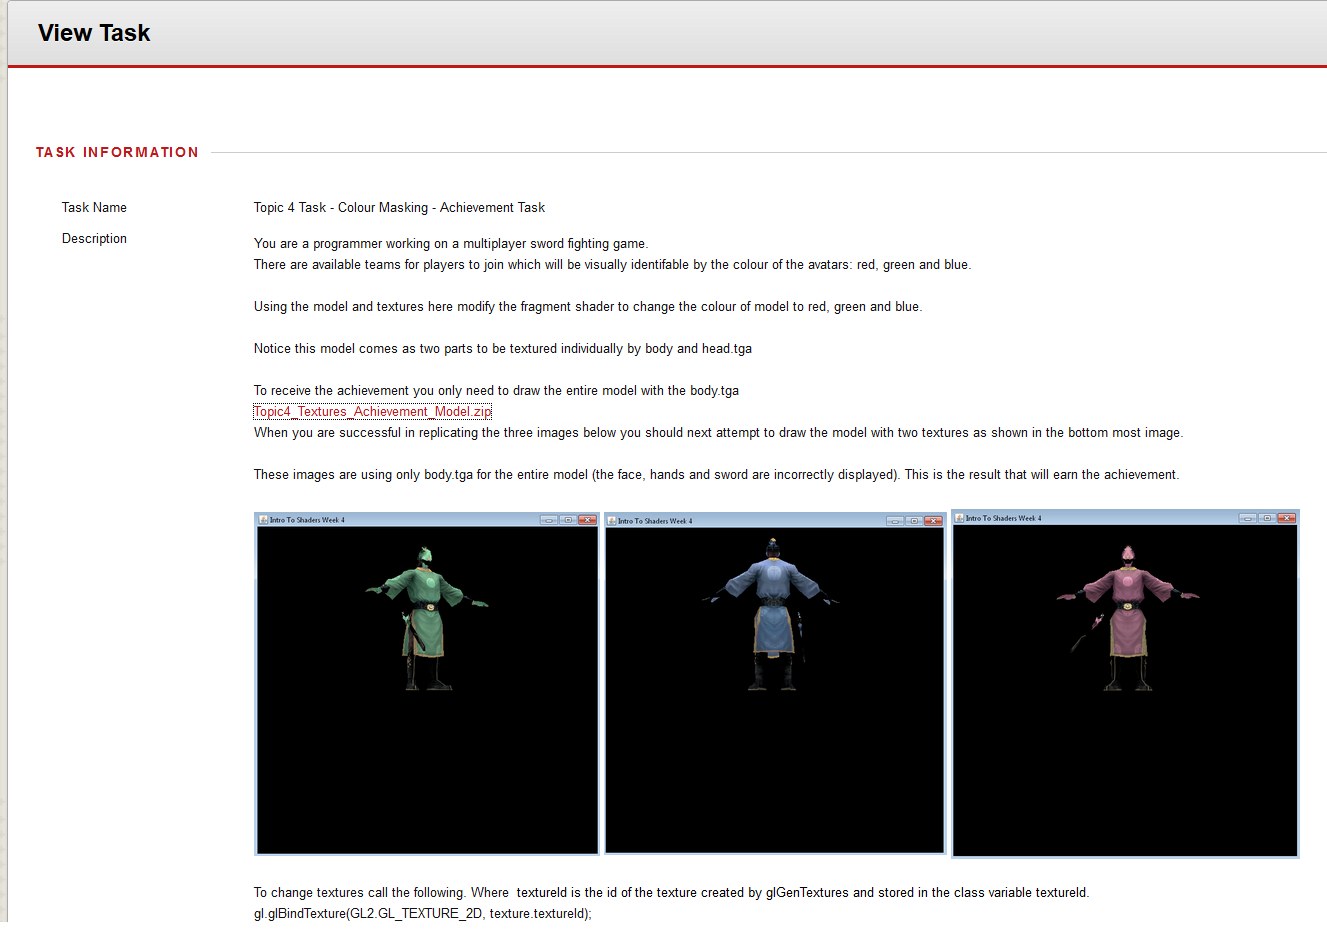 View Task
TASK INFORMATION
Task Name
Topic 4 Task - Colour Masking - Achievement Task
Description
You are a programmer working on a multiplayer sword fighting game.
There are available teams for players to join which will be visually identifable by the colour of the avatars: red, green and blue.
Using the model and textures here modify the fragment shader to change the colour of model to red, green and blue.
Notice this model comes as two parts to be textured individually by body and head.tga
To receive the achievement you only need to draw the entire model with the body.tga
Topic4_Textures_Achievement_Model.zip
When you are successful in replicating the three images below you should next attempt to draw the model with two textures as shown in the bottom most image.
These images are using only body.tga for the entire model (the face, hands and sword are incorrectly displayed). This is the result that will earn the achievement.
Intro To Shaders Week 4
Intro To Shaders Week 4
Intro To Shaders Week 4
To change textures call the following. Where  textureId is the id of the texture created by glGenTextures and stored in the class variable textureId.
gl.glBindTexture(GL2.GL_TEXTURE_2D, texture.textureId);